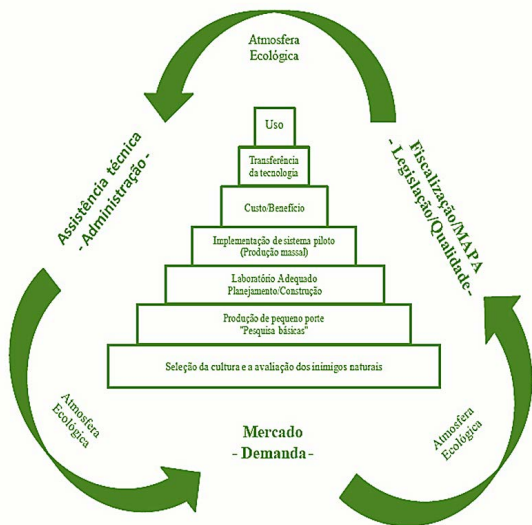 Atmosfera
Ecológica
Assistência técnica
- Administração -
Fiscalização/MAPA
- Legislação/Qualidade -
Uso
Transferência
da tecnologia
Custo/Benefício
Implementação de sistema piloto
(Produção massal)
Laboratório Adequado
Planejamento/Construção
Produção de pequeno porte
"Pesquisa básicas"
Seleção da cultura e a avaliação dos inimigos naturais
Atmosfera
Ecológica
Mercado
- Demanda -
Atmosfera
Ecológica